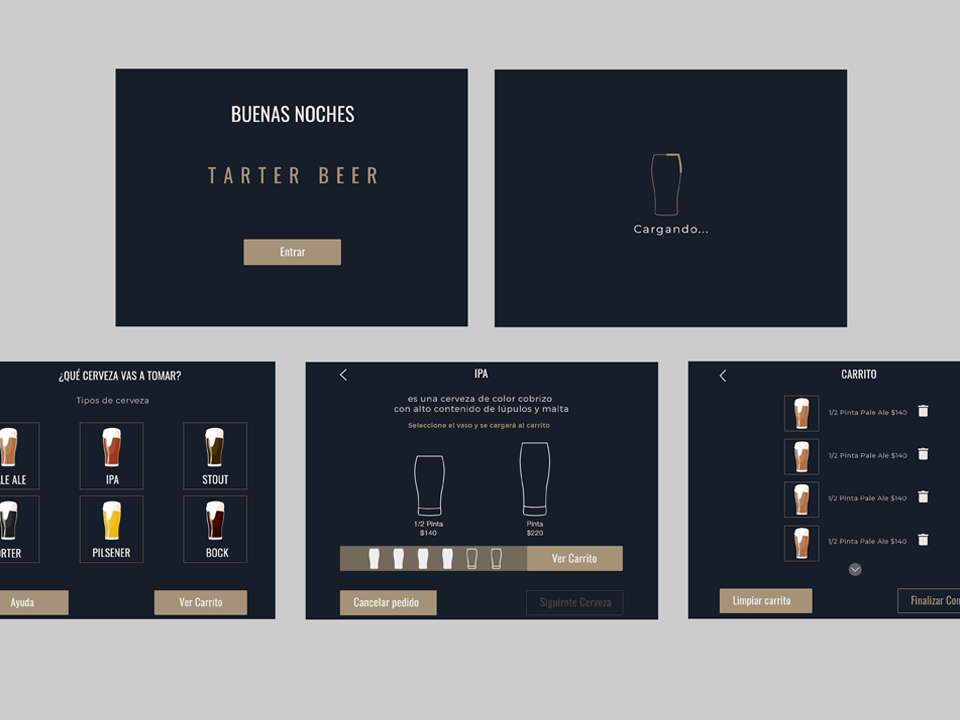 BUENAS NOCHES
TARTER BEER
Entrar
Cargando...
¿QUÉ CERVEZA VAS A TOMAR?
Tipos de cerveza
LE ALE
IPA
STOUT
RTER
PILSENER
BOCK
Ayuda
Ver Carrito
IPA
es una cerveza de color cobrizo
con alto contenido de lúpulos y malta
Seleccione el vaso y se cargará al carrito
1/2 Pinta
$140
Pinta
$220
Ver Carrito
Cancelar pedido
Siguirnte Cerveza
CARRITO
1/2 Pinta Pale Ale $140
1/2 Pinta Pale Ale $140
1/2 Pinta Pale Ale $140
1/2 Pinta Pale Ale $140
Limpiar carrito
Finalizar Con